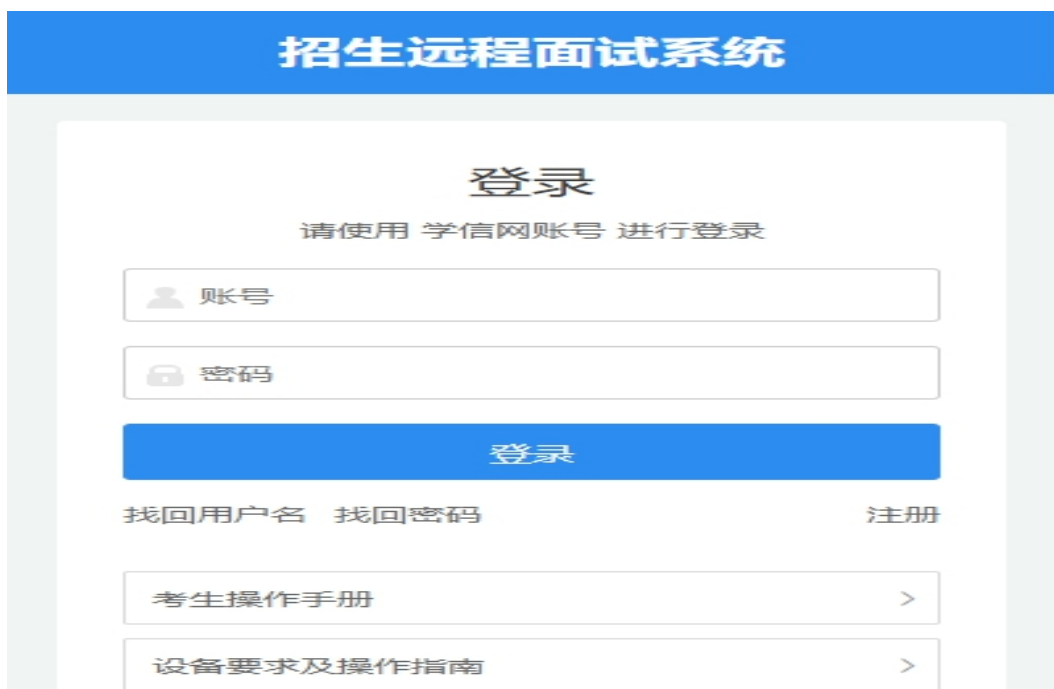 招生远程面试系统
登录
请使用 学信网账号 进行登录
账号
密码
登录
找回用户名 找回密码 注册
考生操作手册 >
设备要求及操作指南 >